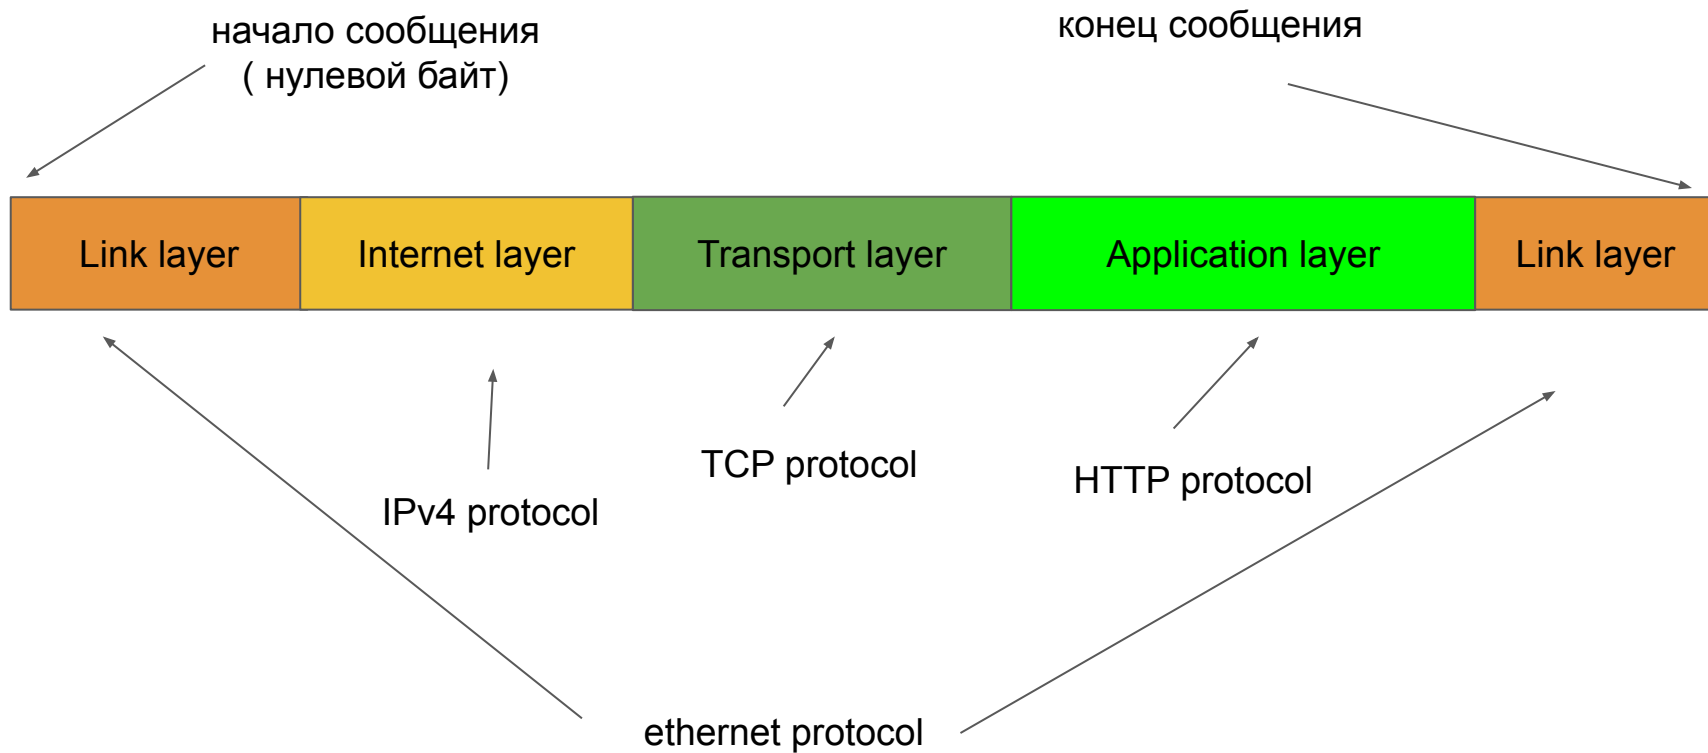 начало сообщения
( нулевой байт)
конец сообщения
Link layer
Internet layer
Transport layer
Application layer
Link layer
IPv4 protocol
TCP protocol
HTTP protocol
ethernet protocol